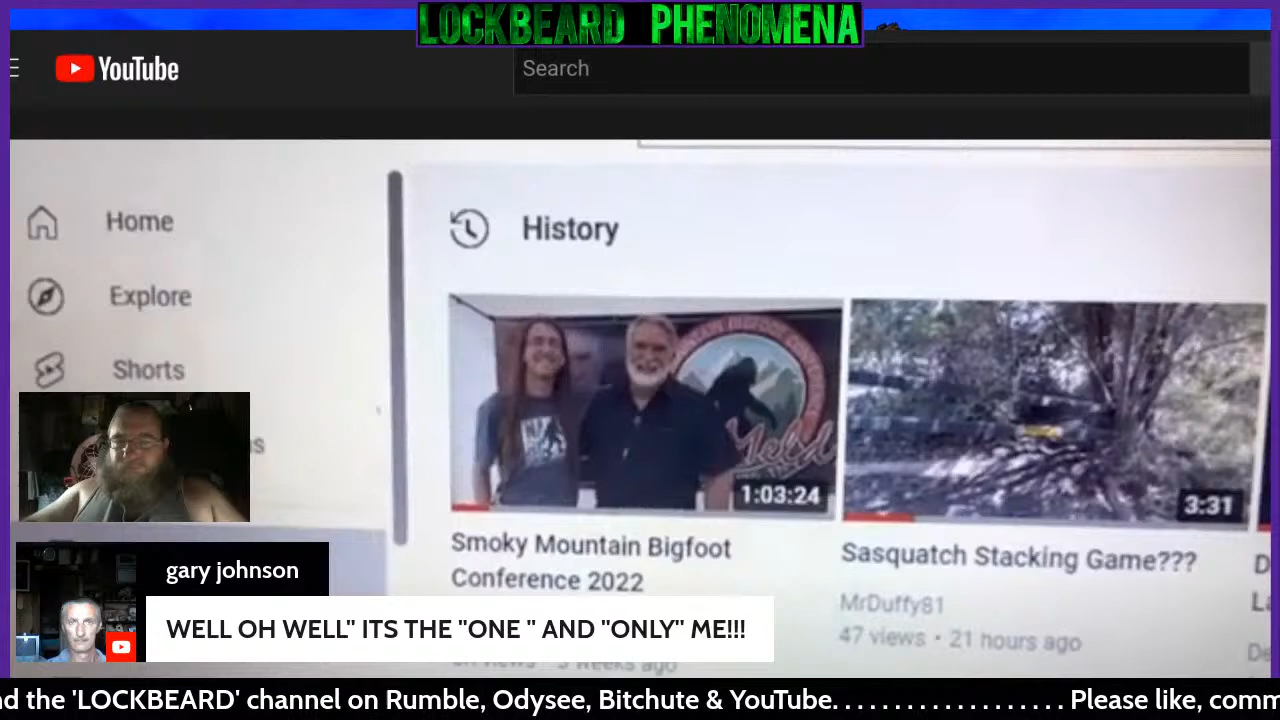 LOCKBEARD PHENOMENA
YouTube
Search
Home
Explore
Shorts
History
1:03:24
3:31
Smoky Mountain Bigfoot
Conference 2022
Sasquatch Stacking Game???
MrDuffy81
47 views • 21 hours ago
gary johnson
WELL OH WELL" ITS THE "ONE " AND "ONLY" ME!!!
nd the 'LOCKBEARD' channel on Rumble, Odysee, Bitchute & YouTube. . . . . . . . . . . . . . . . . . . Please like, comm